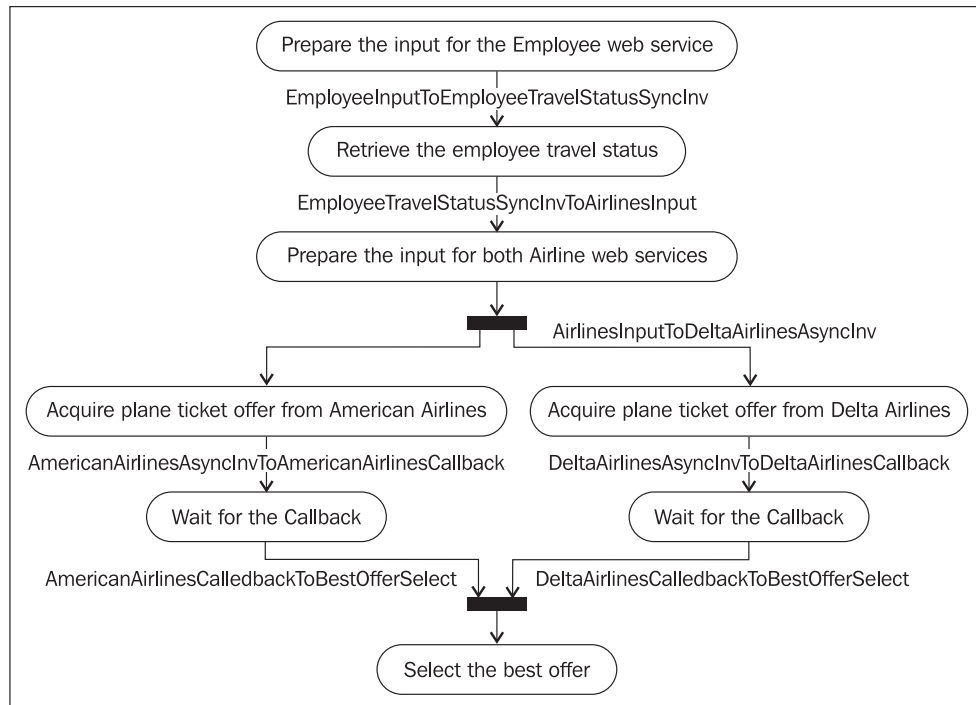 Prepare the input for the Employee web service
EmployeeInputToEmployeeTravelStatusSyncInv
Retrieve the employee travel status
EmployeeTravelStatusSyncInvToAirlinesInput
Prepare the input for both Airline web services
AirlinesInputToDeltaAirlinesAsyncInv
Acquire plane ticket offer from American Airlines
Acquire plane ticket offer from Delta Airlines
AmericanAirlinesAsyncInvToAmericanAirlinesCallback
DeltaAirlinesAsyncInvToDeltaAirlinesCallback
Wait for the Callback
Wait for the Callback
AmericanAirlinesCalledbackToBestOfferSelect
DeltaAirlinesCalledbackToBestOfferSelect
Select the best offer